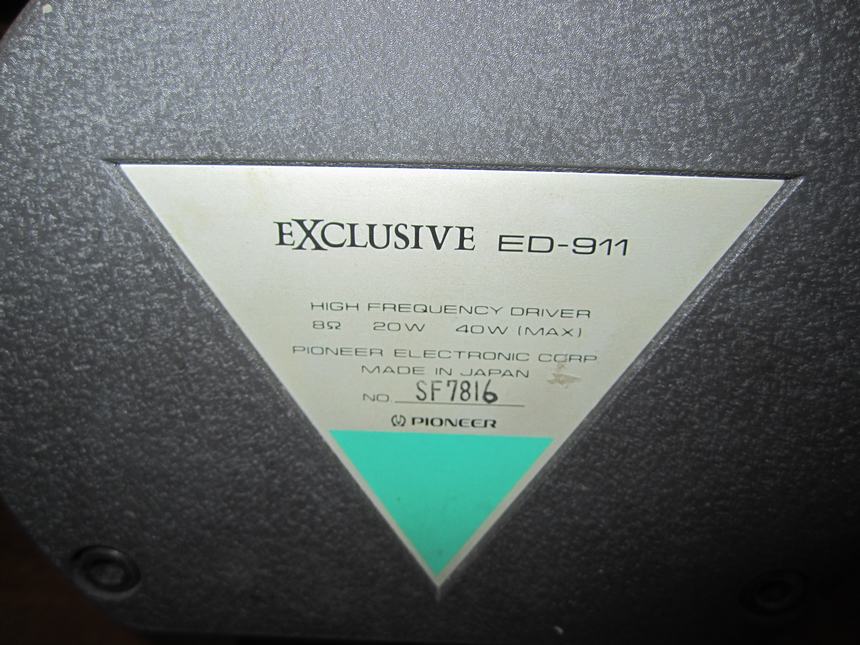 EXCLUSIVE ED-911
HIGH FREQUENCY DRIVER
8Ω 20W 40W (MAX)
PIONEER ELECTRONIC CORP
MADE IN JAPAN
NO. SF7816
PIONEER